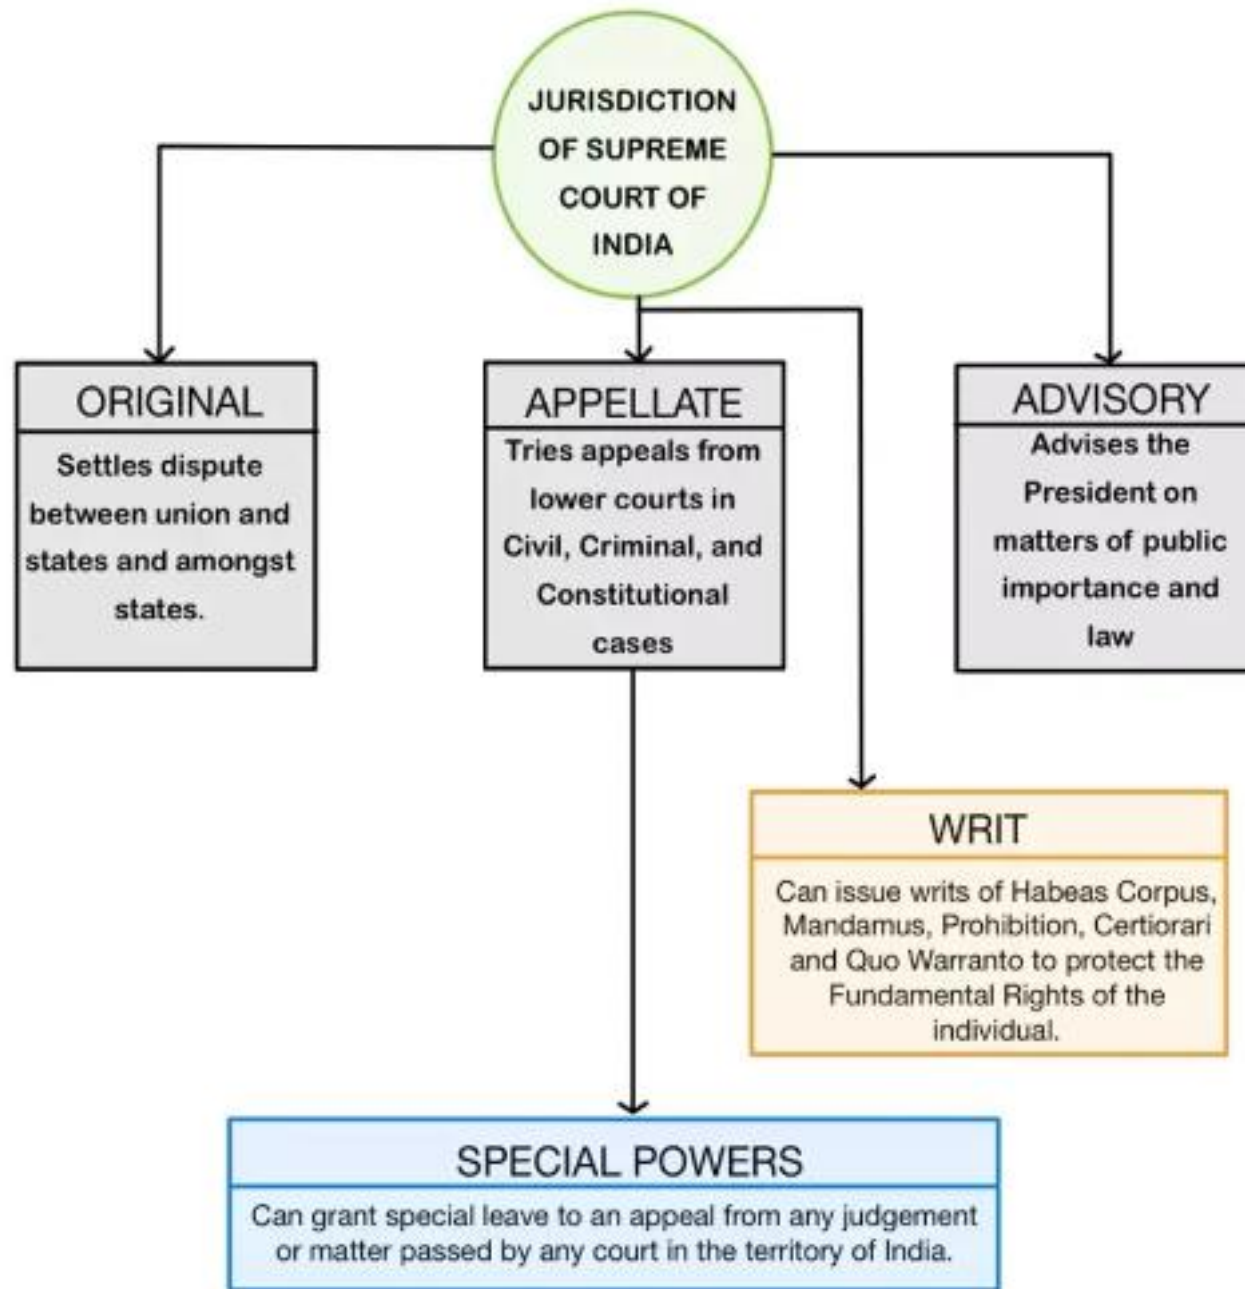 JURISDICTION
OF SUPREME
COURT OF
INDIA
ORIGINAL
Settles dispute
between union and
states and amongst
states.
APPELLATE
Tries appeals from
lower courts in
Civil, Criminal, and
Constitutional
cases
ADVISORY
Advises the
President on
matters of public
importance and
law
WRIT
Can issue writs of Habeas Corpus,
Mandamus, Prohibition, Certiorari
and Quo Warranto to protect the
Fundamental Rights of the
individual.
SPECIAL POWERS
Can grant special leave to an appeal from any judgement
or matter passed by any court in the territory of India.